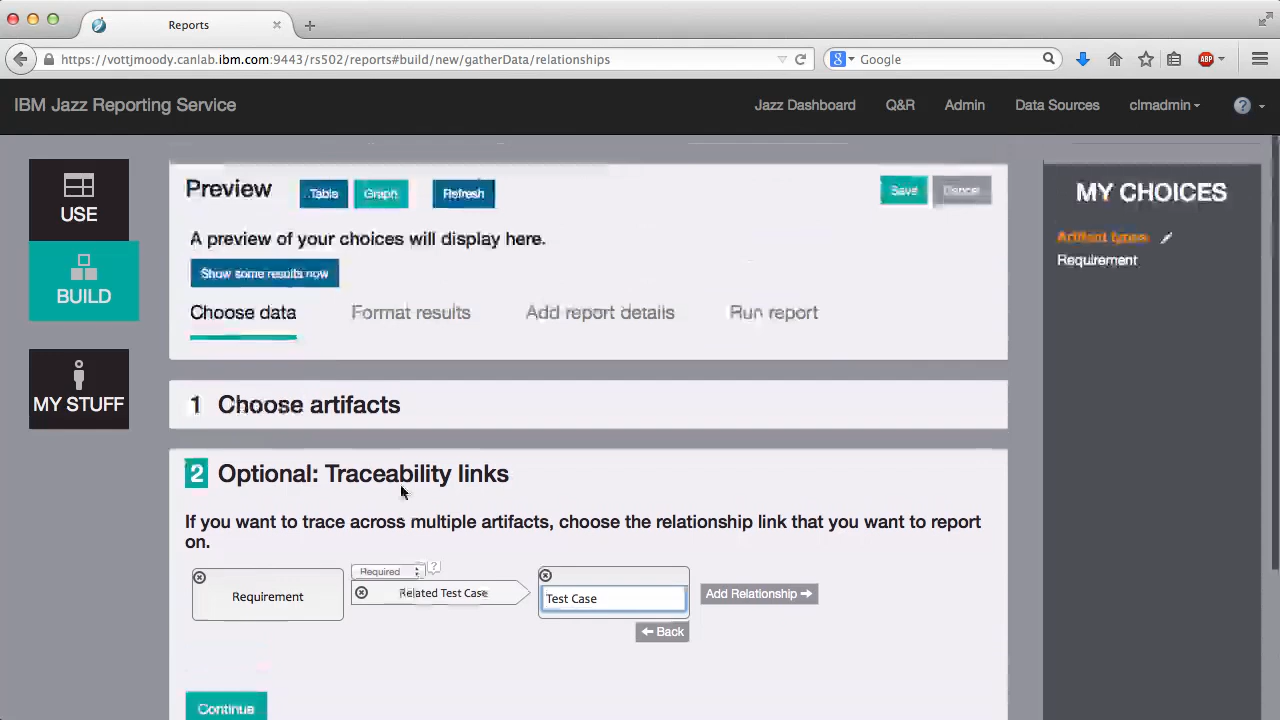 Reports
https://vottjmoody.canlab.ibm.com:9443/rs502/reports#build/new/gatherData/relationships
Google
ABP
IBM Jazz Reporting Service
Jazz Dashboard
Q&R
Admin
Data Sources
clmadmin
?
USE
BUILD
MY STUFF
Preview
Table
Graph
Refresh
Save
Cancel
A preview of your choices will display here.
Show some results now
Choose data
Format results
Add report details
Run report
1 Choose artifacts
2 Optional: Traceability links
If you want to trace across multiple artifacts, choose the relationship link that you want to report
on.
Requirement
Required
?
Related Test Case
Test Case
Add Relationship
Back
Continue
MY CHOICES
Artifact types
Requirement